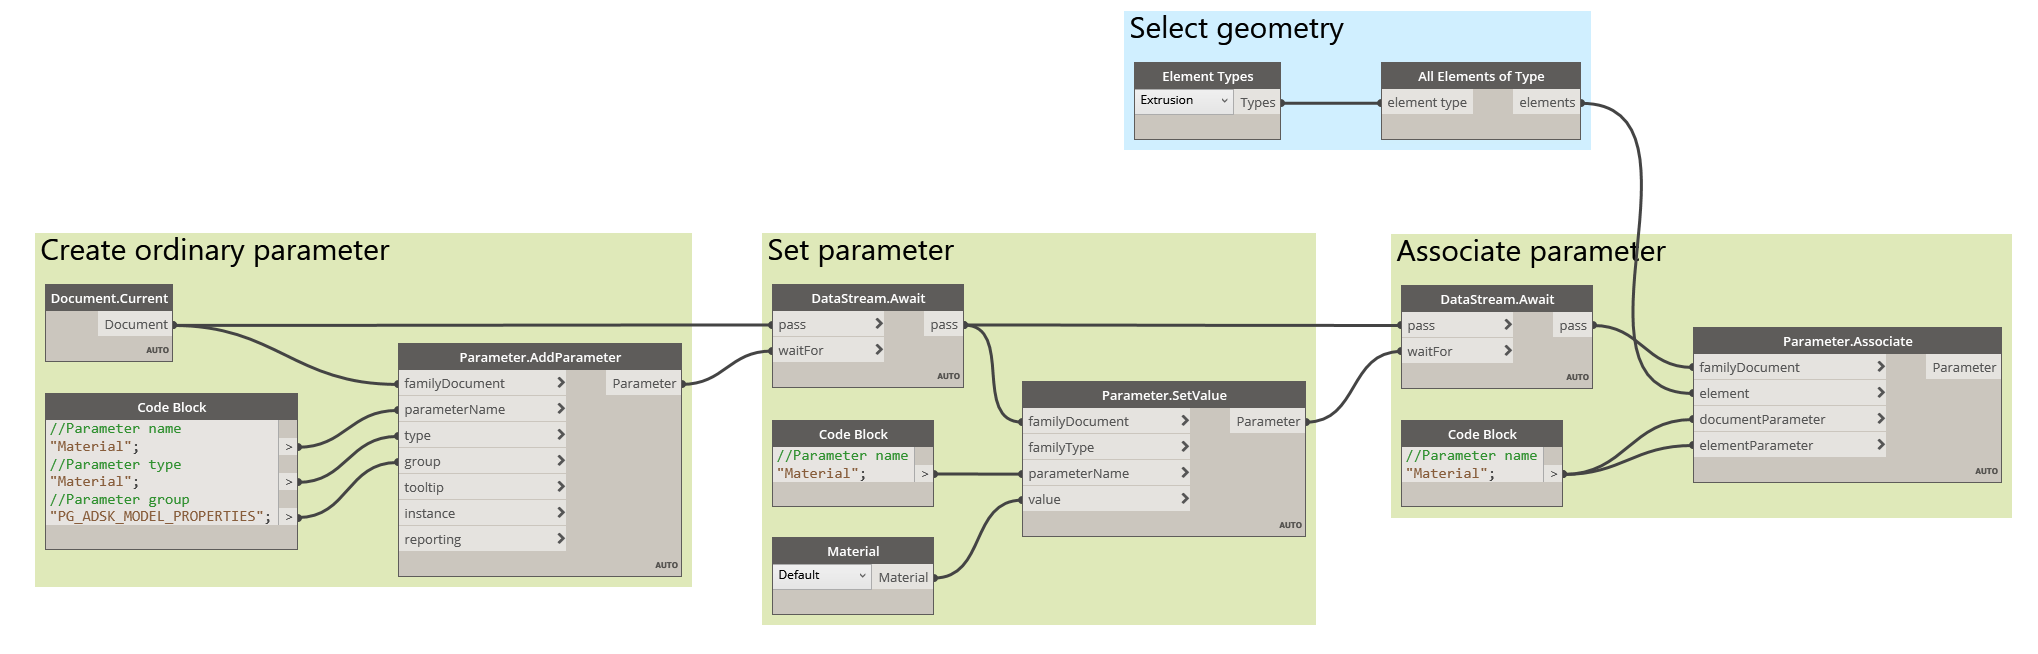 Select geometry
Element Types
Extrusion
Types
All Elements of Type
element type
elements
Create ordinary parameter
Document.Current
Document
AUTO
Code Block
//Parameter name
"Material";
>
//Parameter type
"Material";
>
//Parameter group
"PG_ADSK_MODEL_PROPERTIES";
>
Parameter.AddParameter
familyDocument
Parameter
parameterName
type
group
tooltip
instance
reporting
AUTO
Set parameter
DataStream.Await
pass
pass
waitFor
AUTO
Code Block
//Parameter name
"Material";
>
Material
Default
Material
Parameter.SetValue
familyDocument
Parameter
familyType
parameterName
value
AUTO
Associate parameter
DataStream.Await
pass
pass
waitFor
AUTO
Code Block
//Parameter name
"Material";
>
Parameter.Associate
familyDocument
Parameter
element
documentParameter
elementParameter
AUTO